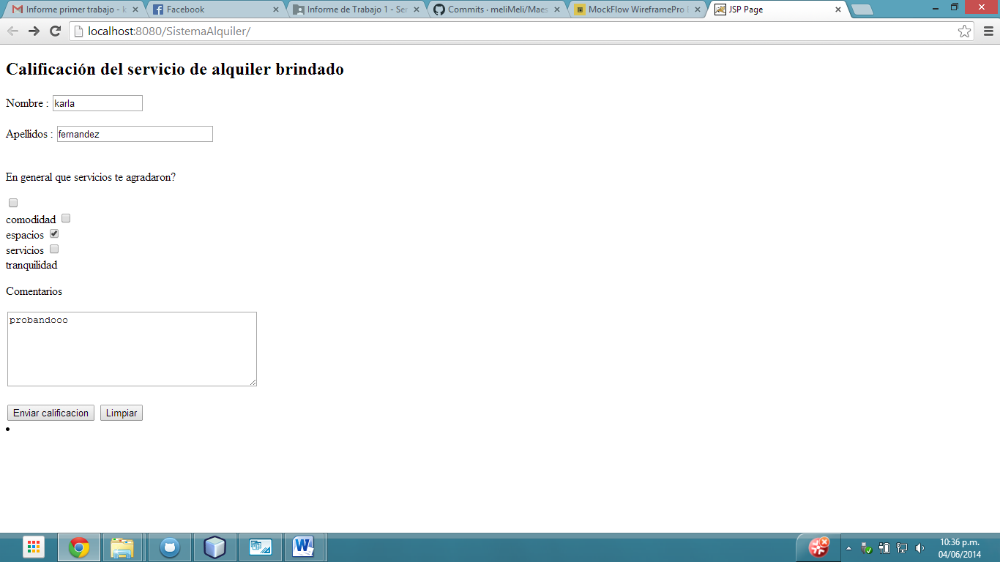 Informe primer trabajo - k
Facebook
Informe de Trabajo 1 - Ser
Commits · meliMeli/Maes
MockFlow WireframePro E
JSP Page
localhost:8080/SistemaAlquiler/
Calificación del servicio de alquiler brindado
Nombre : karla
Apellidos : fernandez
En general que servicios te agradaron?
comodidad
espacios
servicios
tranquilidad
Comentarios
probandooo
Enviar calificacion Limpiar
10:36 p.m.
04/06/2014